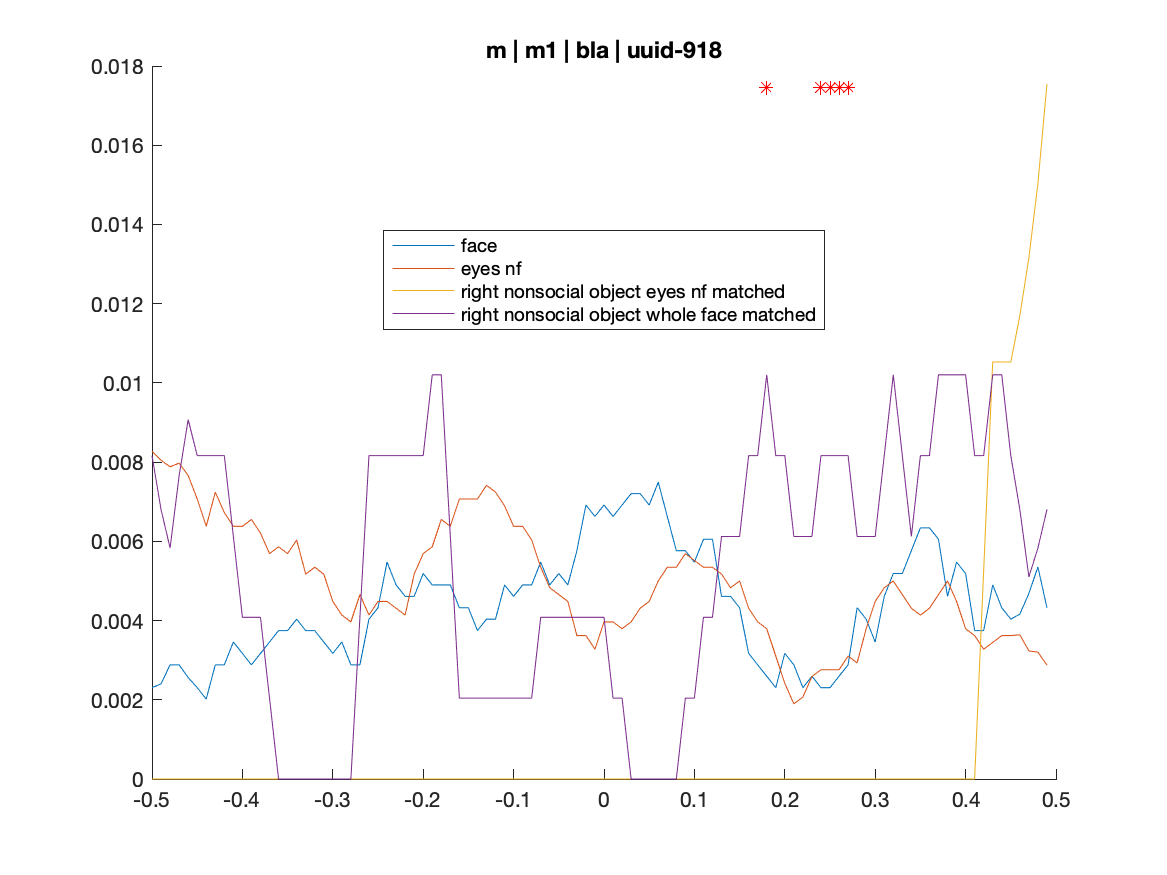 m | m1 | bla | uuid-918
0.018
0.016
0.014
0.012
0.01
0.008
0.006
0.004
0.002
0
face
eyes nf
right nonsocial object eyes nf matched
right nonsocial object whole face matched
-0.5 -0.4 -0.3 -0.2 -0.1 0 0.1 0.2 0.3 0.4 0.5